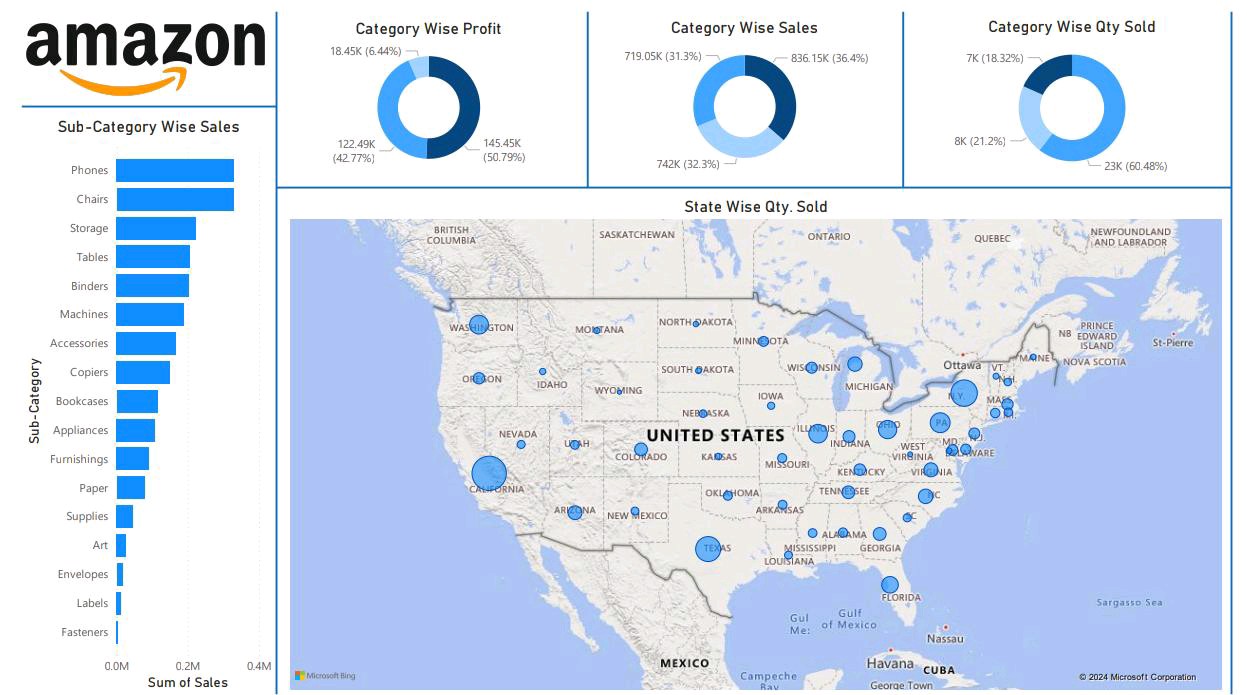 amazon
Sub-Category Wise Sales
Phones
Chairs
Storage
Tables
Binders
Machines
Accessories
Copiers
Bookcases
Appliances
Furnishings
Paper
Supplies
Art
Envelopes
Labels
Fasteners
Sub-Category
0.0M 0.2M 0.4M
Sum of Sales
Category Wise Profit
18.45K (6.44%)
122.49K
(42.77%)
145.45K
(50.79%)
Category Wise Sales
719.05K (31.3%)
836.15K (36.4%)
742K (32.3%)
Category Wise Qty Sold
7K (18.32%)
8K (21.2%)
23K (60.48%)
State Wise Qty. Sold
BRITISH
COLUMBIA
SASKATCHEWAN
ONTARIO
QUEBEC
NEWFOUNDLAND
AND LABRADOR
WASHINGTON
MONTANA
NORTH DAKOTA
MINNESOTA
NB
PRINCE
EDWARD
ISLAND
St-Pierre
MAINE
NOVA SCOTIA
Ottawa
VT.
N.H.
OREGON
IDAHO
SOUTH DAKOTA
WISCONSIN
MICHIGAN
WYOMING
IOWA
N.Y.
MASS
R.I.
NEBRASKA
NEVADA
UTAH
UNITED STATES
ILLINOIS
INDIANA
OHIO
PA
N.J.
MD.
DELAWARE
COLORADO
KANSAS
MISSOURI
WEST
VIRGINIA
VIRGINIA
KENTUCKY
CALIFORNIA
ARIZONA
NEW MEXICO
OKLAHOMA
ARKANSAS
TENNESSEE
NC
SC
TEXAS
MISSISSIPPI
ALABAMA
GEORGIA
LOUISIANA
FLORIDA
Gulf
of Mexico
Gul
Me:
Sargasso Sea
Nassau
MEXICO
Havana
CUBA
Campeche
Bay
George Town
Microsoft Bing
© 2024 Microsoft Corporation